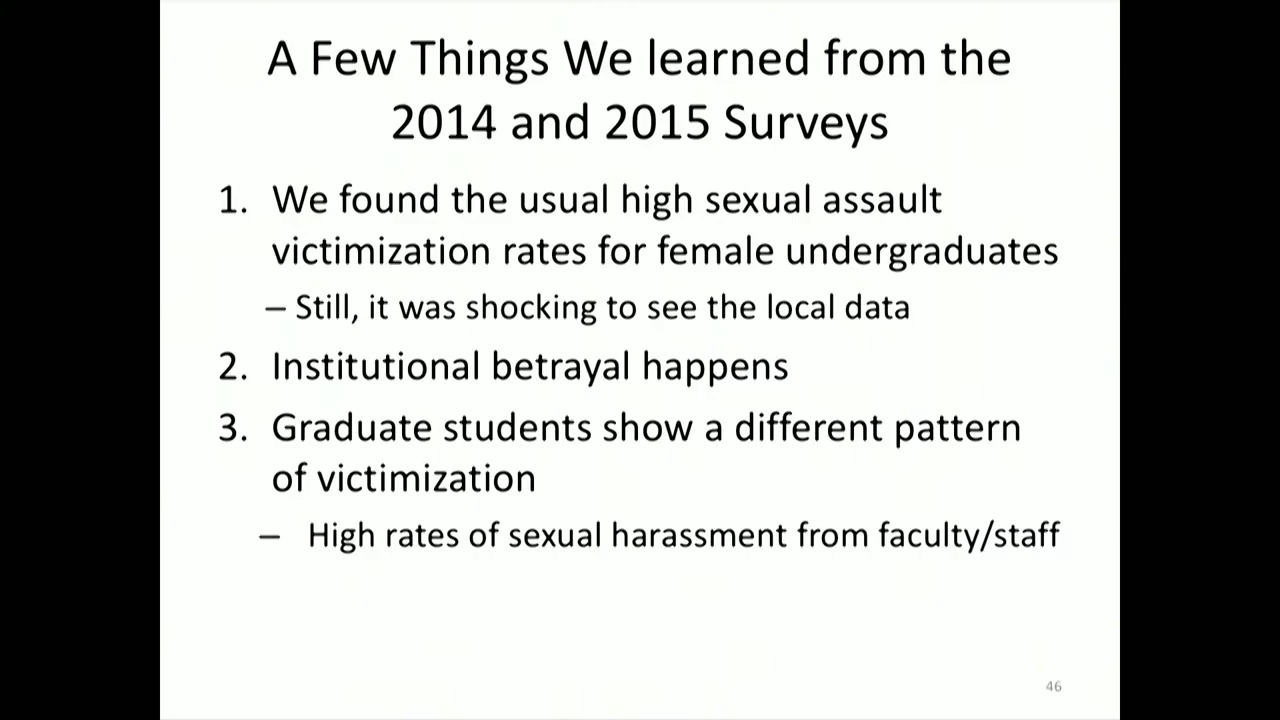 A Few Things We learned from the
2014 and 2015 Surveys
1. We found the usual high sexual assault
victimization rates for female undergraduates
– Still, it was shocking to see the local data
2. Institutional betrayal happens
3. Graduate students show a different pattern
of victimization
– High rates of sexual harassment from faculty/staff
46